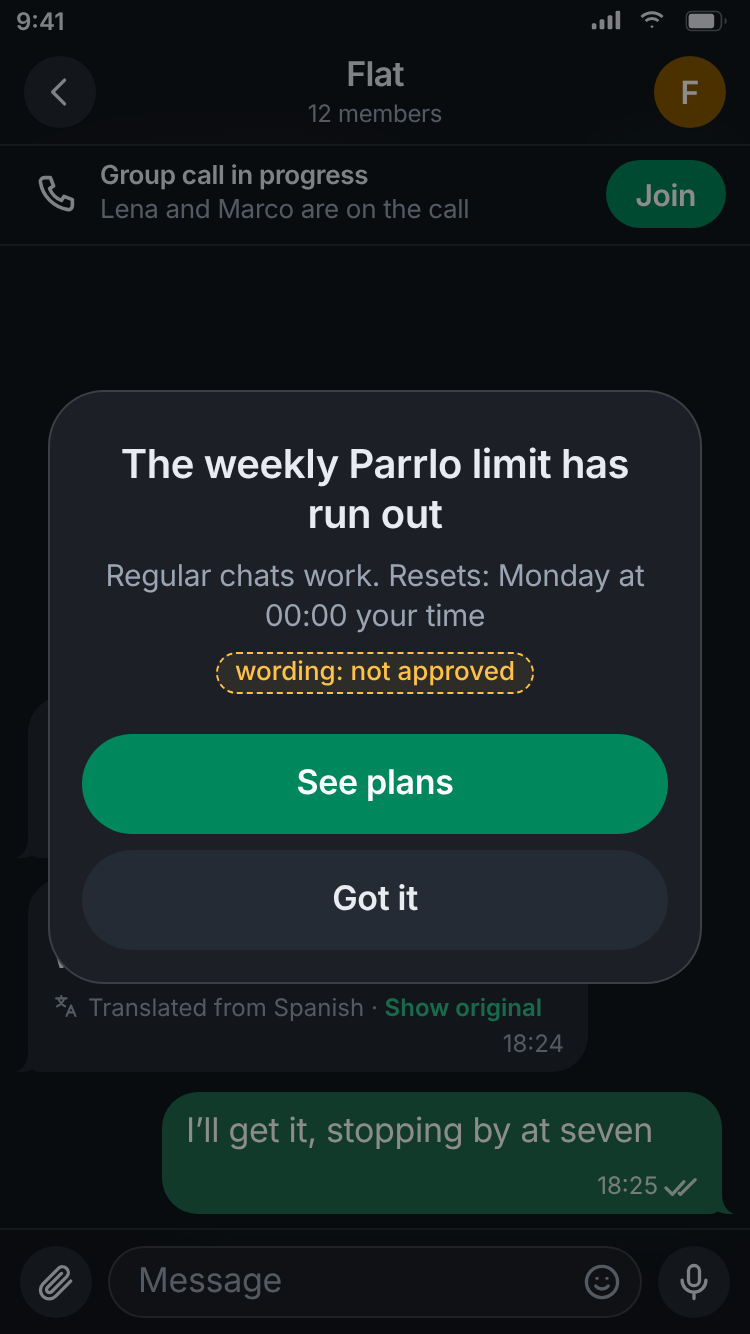 9:41
Flat
12 members
F
Group call in progress
Lena and Marco are on the call
Join
The weekly Parrlo limit has
run out
Regular chats work. Resets: Monday at
00:00 your time
wording: not approved
See plans
Got it
Translated from Spanish · Show original
18:24
I’ll get it, stopping by at seven
18:25
Message